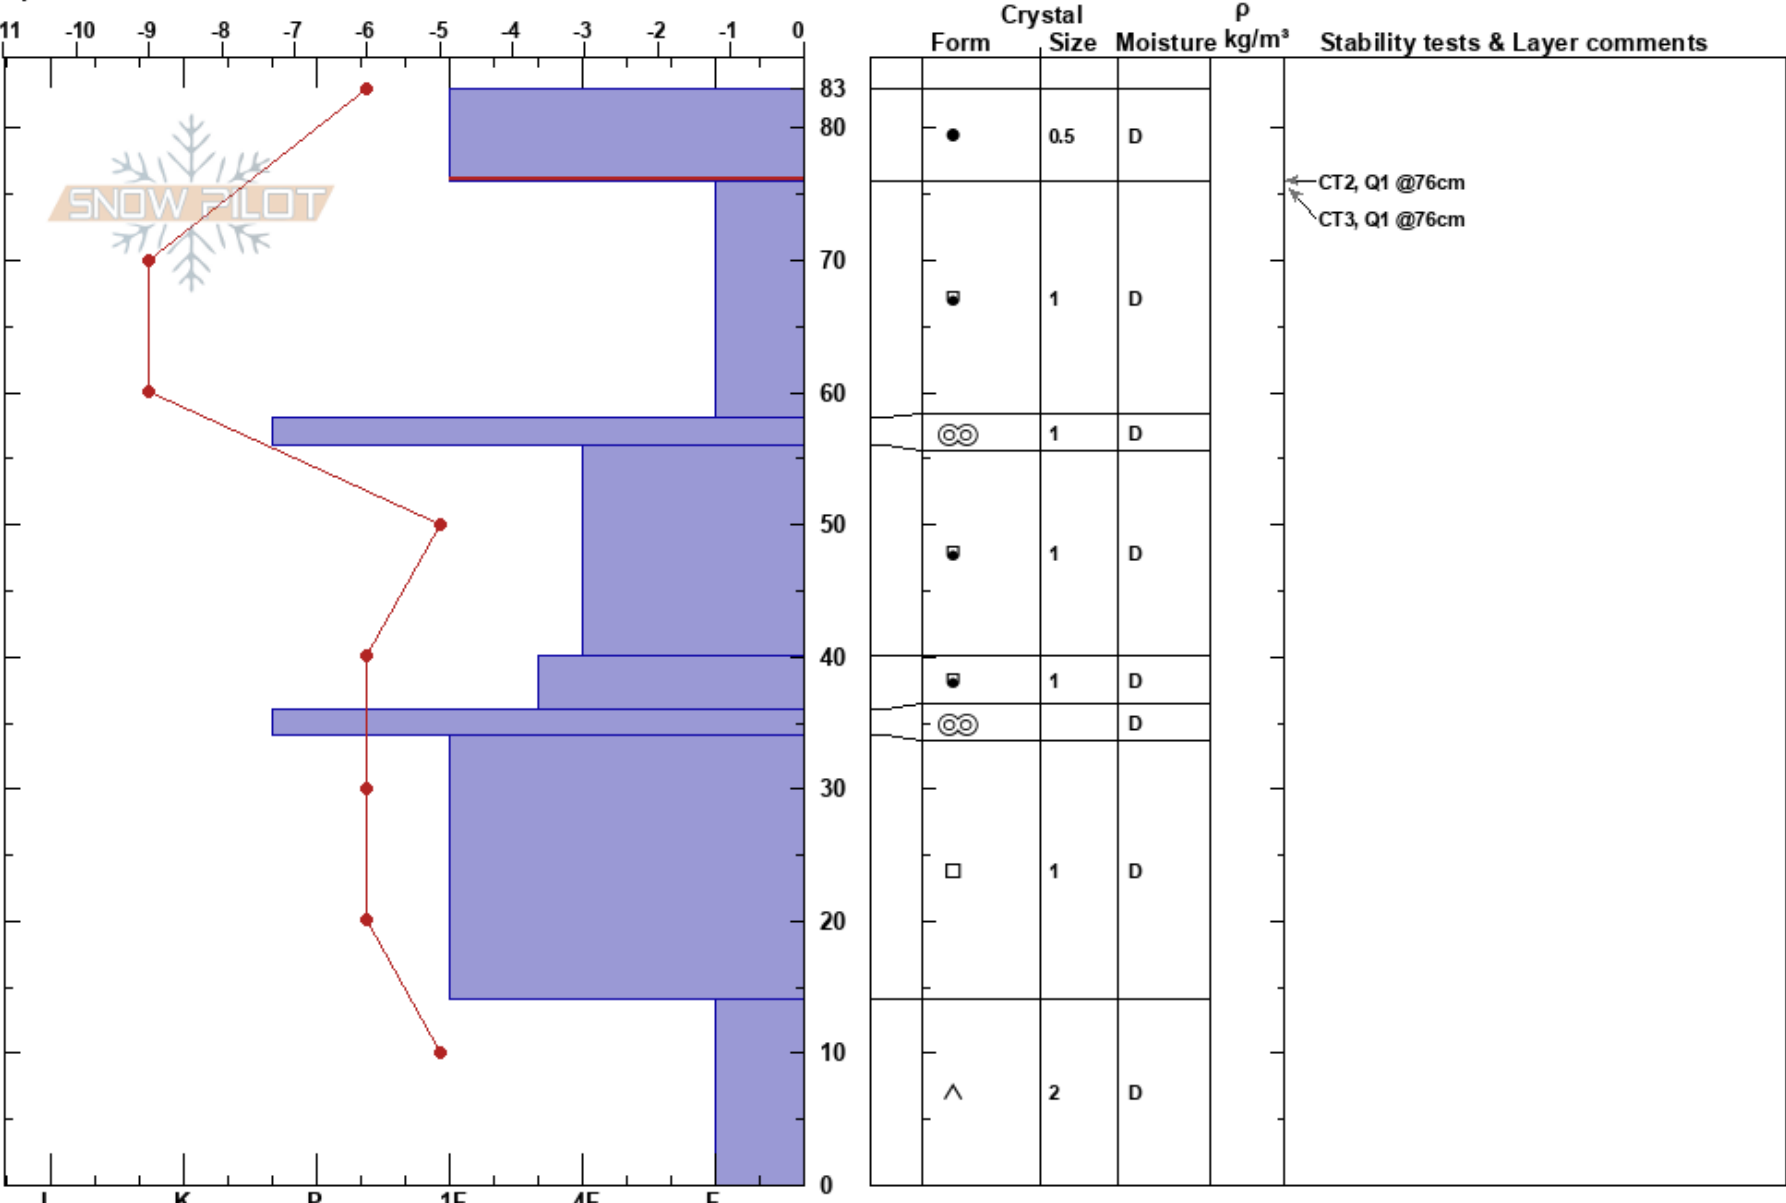 Crystal ρ
11 -10 -9 -8 -7 -6 -5 -4 -3 -2 -1 0 Form Size Moisture kg/m³ Stability tests & Layer comments
83
80 0.5 D
CT2, Q1 @76cm
SNOW PILOT
CT3, Q1 @76cm
70
1 D
60
1 D
50
1 D
40
1 D
D
30
1 D
20
10
2 D
0
K P 1F 4F F